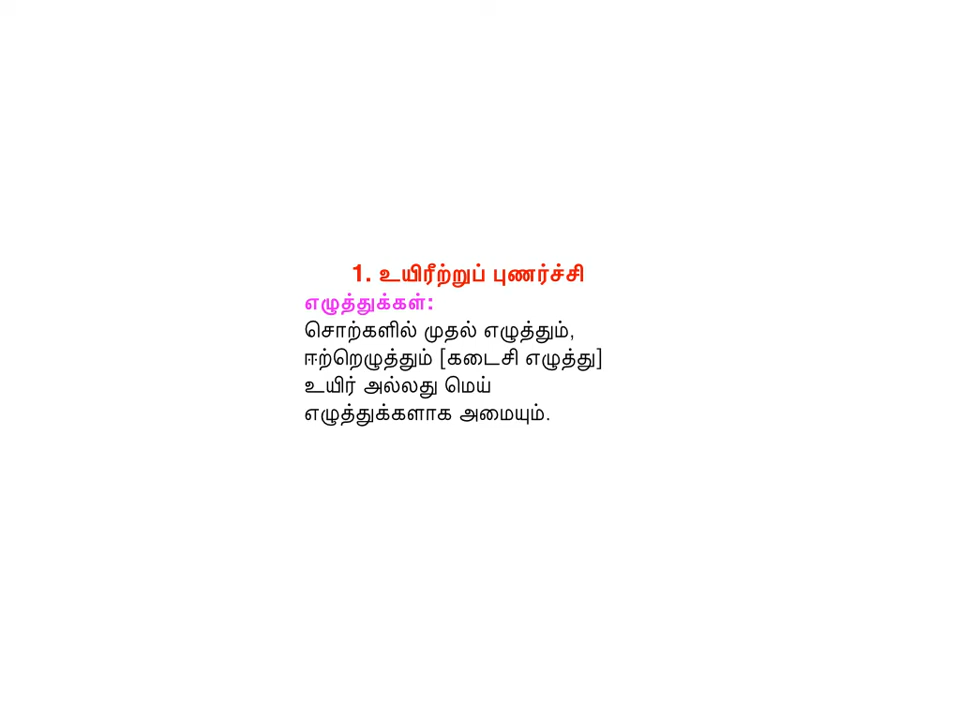 1. உயிரீற்றுப் புணர்ச்சி
எழுத்துக்கள்:
சொற்களில் முதல் எழுத்தும்,
ஈற்றெழுத்தும் [கடைசி எழுத்து]
உயிர் அல்லது மெய்
எழுத்துக்களாக அமையும்.